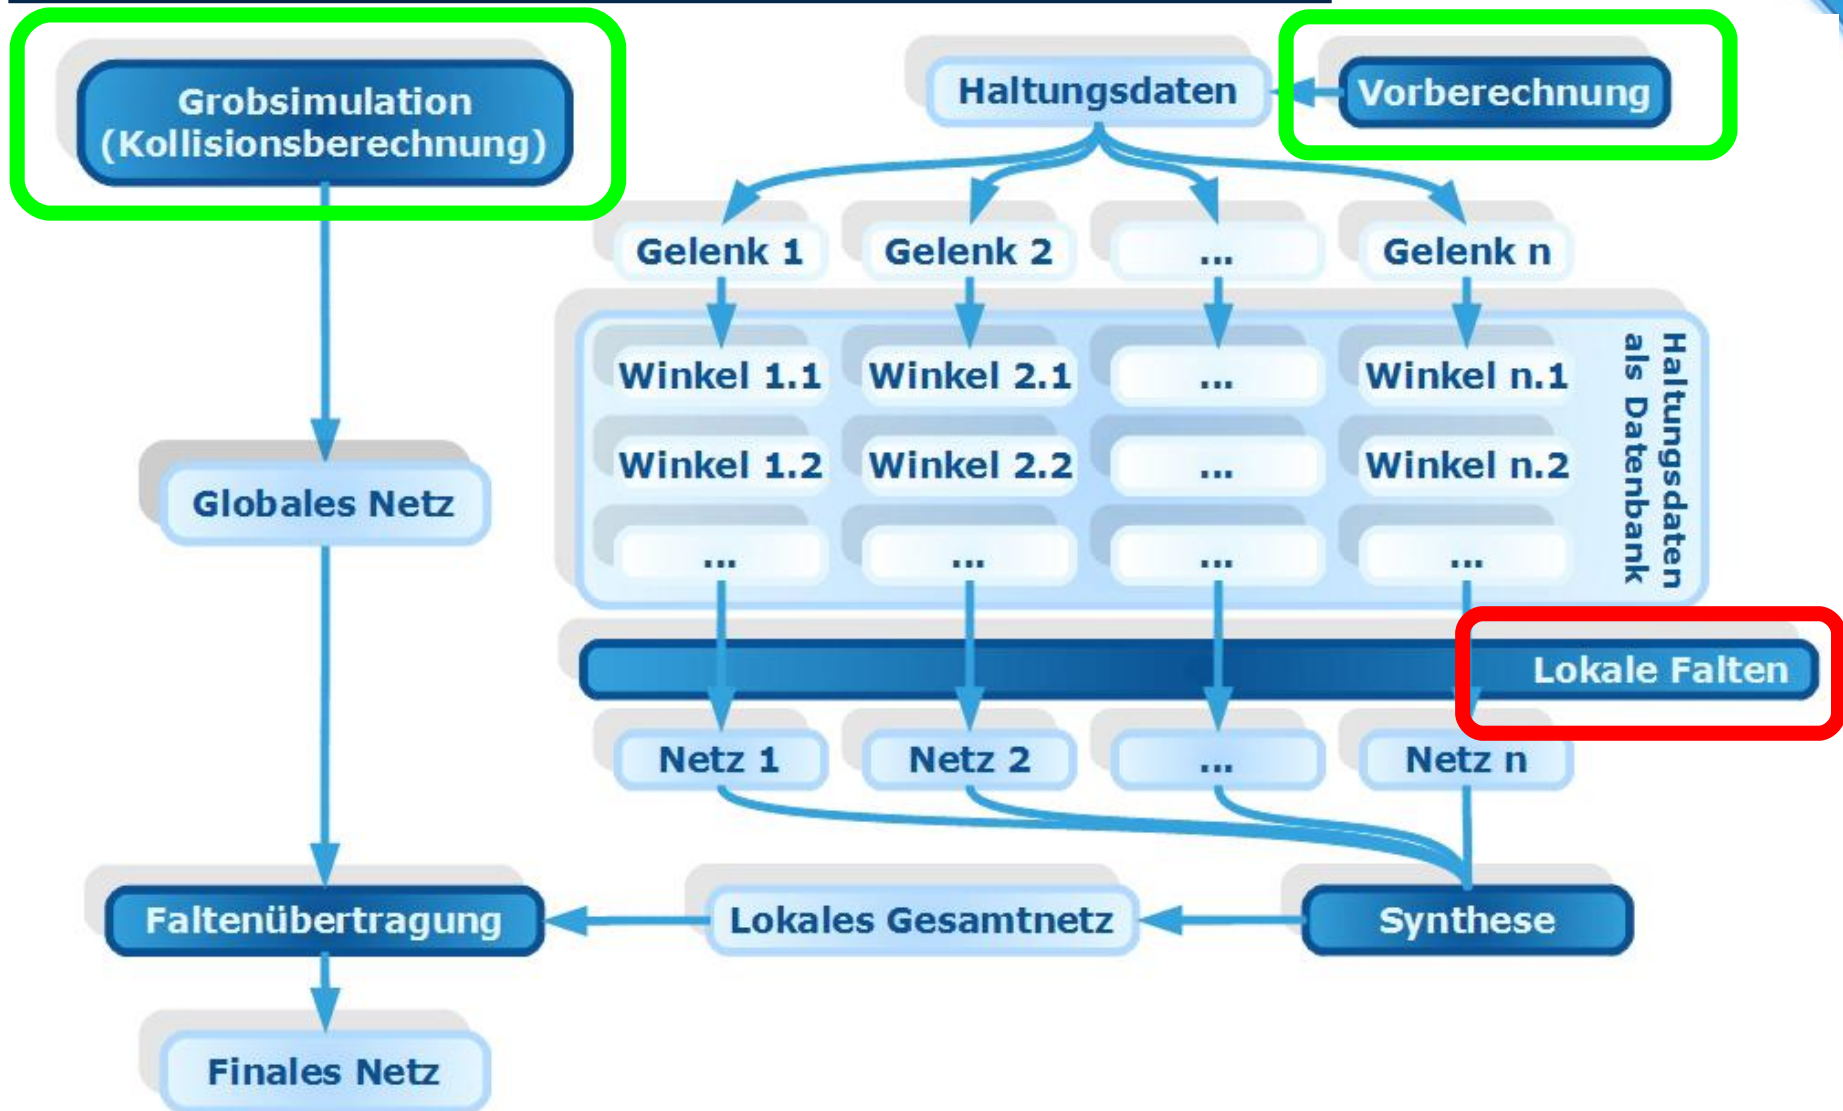 Grobsimulation
(Kollisionsberechnung)
Haltungsdaten
Vorberechnung
Gelenk 1
Gelenk 2
...
Gelenk n
Winkel 1.1
Winkel 2.1
...
Winkel n.1
Winkel 1.2
Winkel 2.2
...
Winkel n.2
...
...
...
...
Haltungsdaten
als Datenbank
Globales Netz
Lokale Falten
Netz 1
Netz 2
...
Netz n
Faltenübertragung
Lokales Gesamtnetz
Synthese
Finales Netz